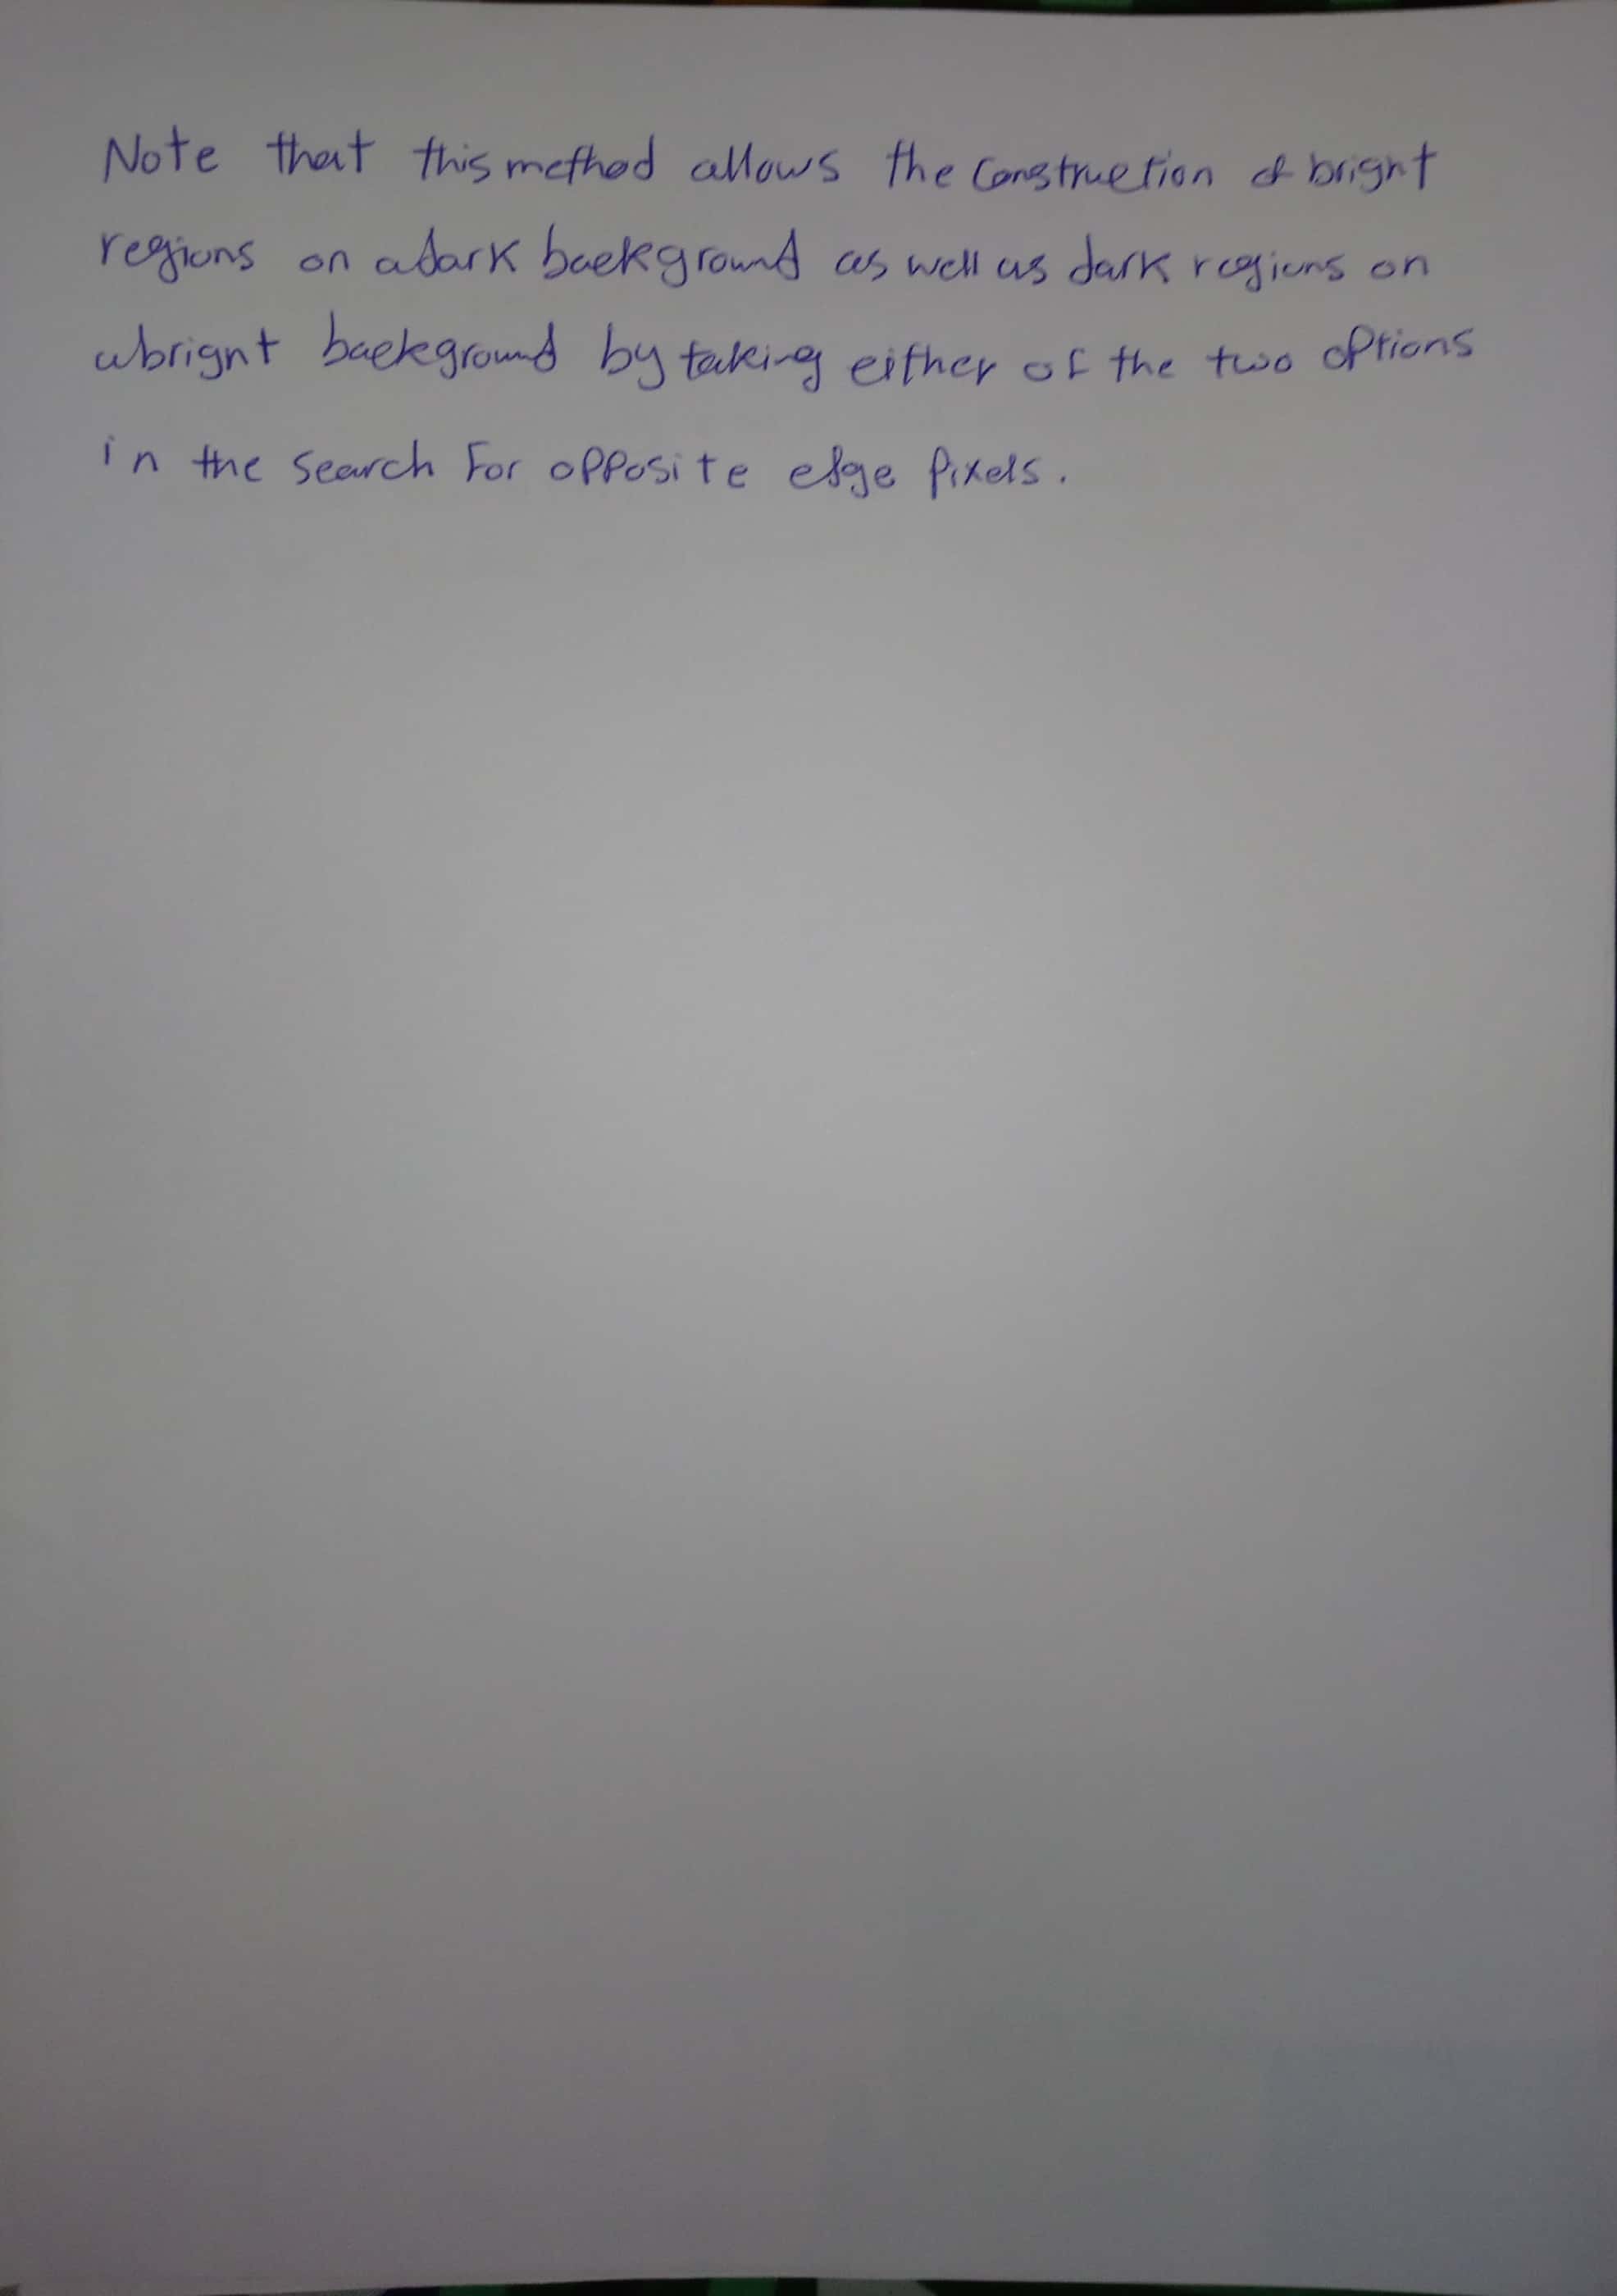 Note that this method allows the construction of bright
regions on a dark background as well as dark regions on
a bright background by taking either of the two options
in the search For opposite edge pixels.